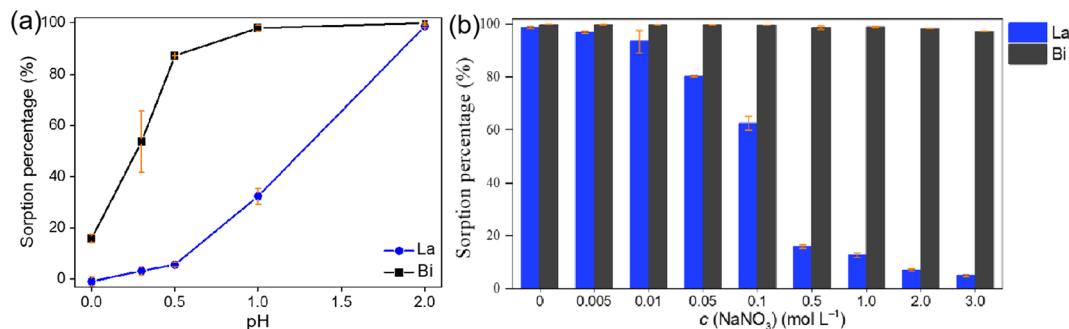 (a)
Sorption percentage (%)
100
80
60
40
20
0
0.0 0.5 1.0 1.5 2.0
pH
La
Bi
(b)
Sorption percentage (%)
100
80
60
40
20
0
0 0.005 0.01 0.05 0.1 0.5 1.0 2.0 3.0
c (NaNO₃) (mol L⁻¹)
La
Bi